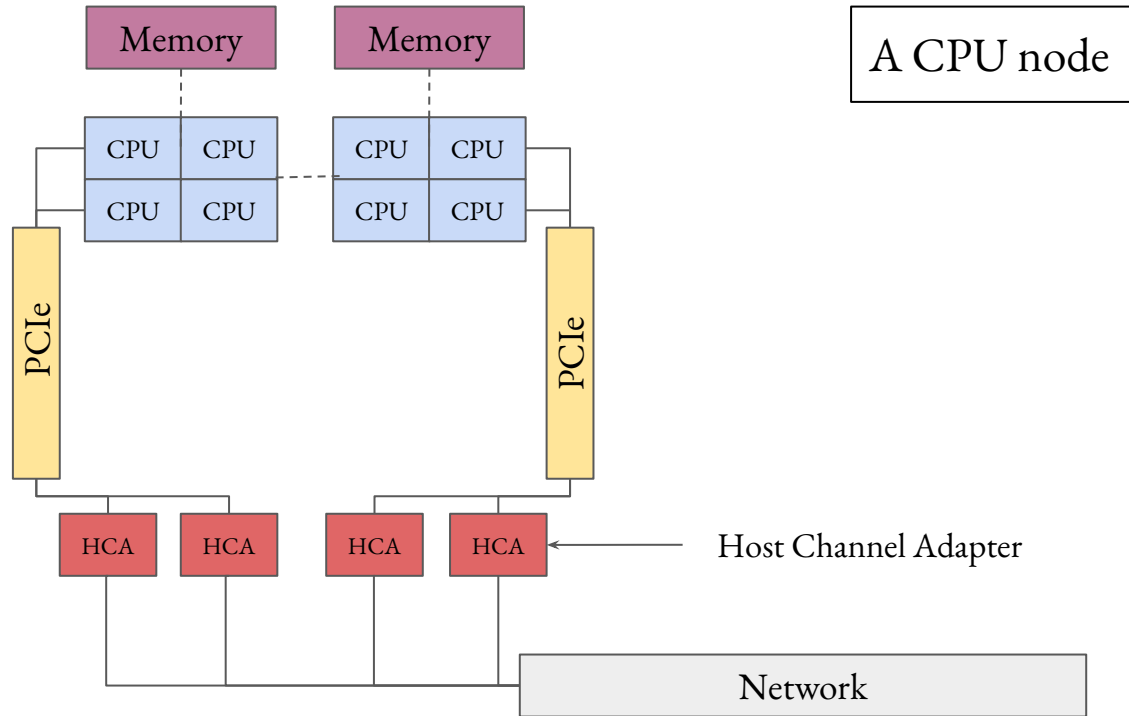 Memory
Memory
A CPU node
CPU
CPU
CPU
CPU
CPU
CPU
CPU
CPU
PCIe
PCIe
HCA
HCA
HCA
HCA
Host Channel Adapter
Network